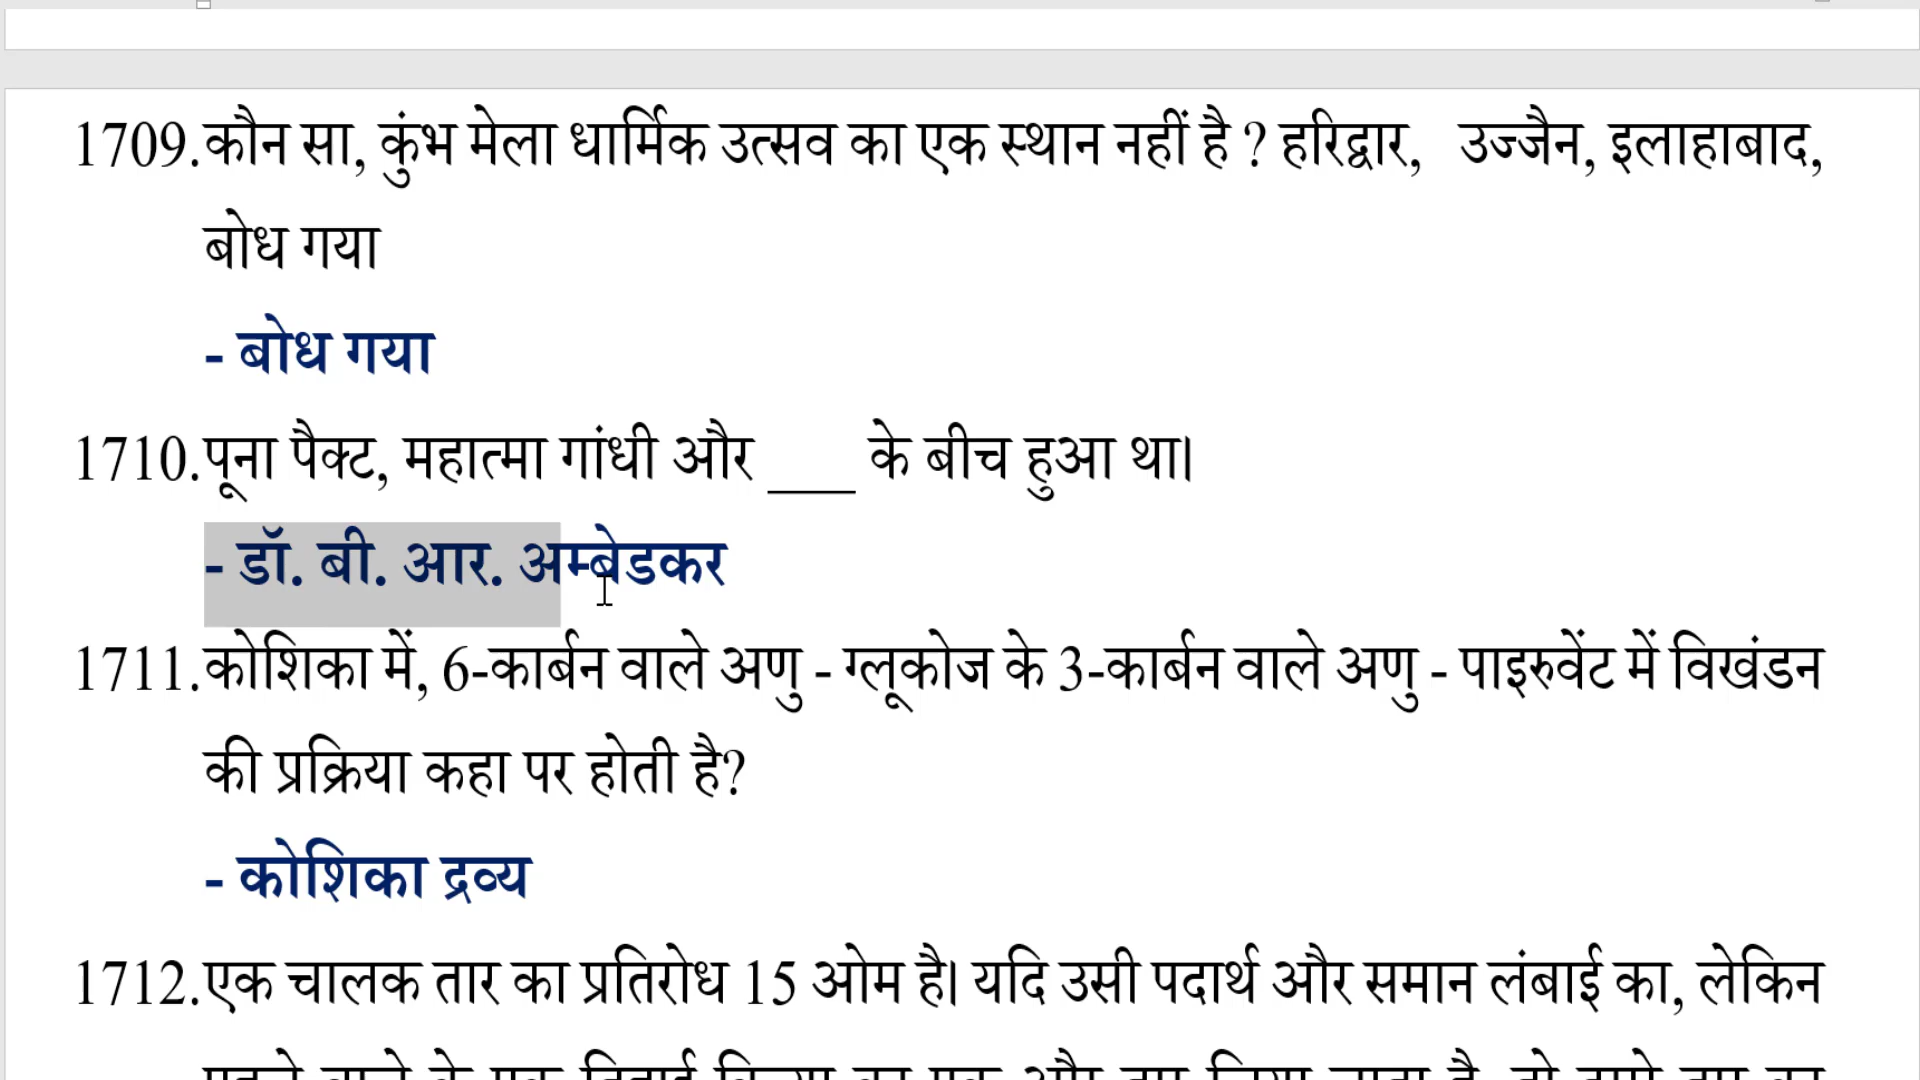 1709.कौन सा, कुंभ मेला धार्मिक उत्सव का एक स्थान नहीं है ? हरिद्वार, उज्जैन, इलाहाबाद,
बोध गया
- बोध गया
1710.पूना पैक्ट, महात्मा गांधी और ___ के बीच हुआ था।
- डॉ. बी. आर. अम्बेडकर
1711.कोशिका में, 6-कार्बन वाले अणु - ग्लूकोज के 3-कार्बन वाले अणु - पाइरुवेंट में विखंडन
की प्रक्रिया कहा पर होती है?
- कोशिका द्रव्य
1712.एक चालक तार का प्रतिरोध 15 ओम है। यदि उसी पदार्थ और समान लंबाई का, लेकिन